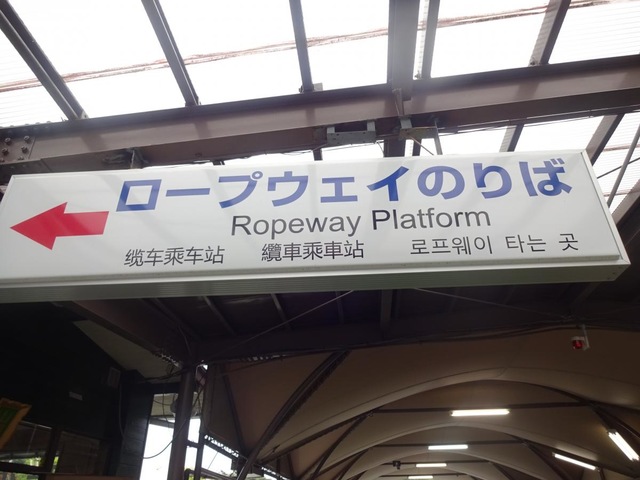 ロープウェイのりば
Ropeway Platform
缆车乘车站 纜車乘車站 로프웨이 타는 곳